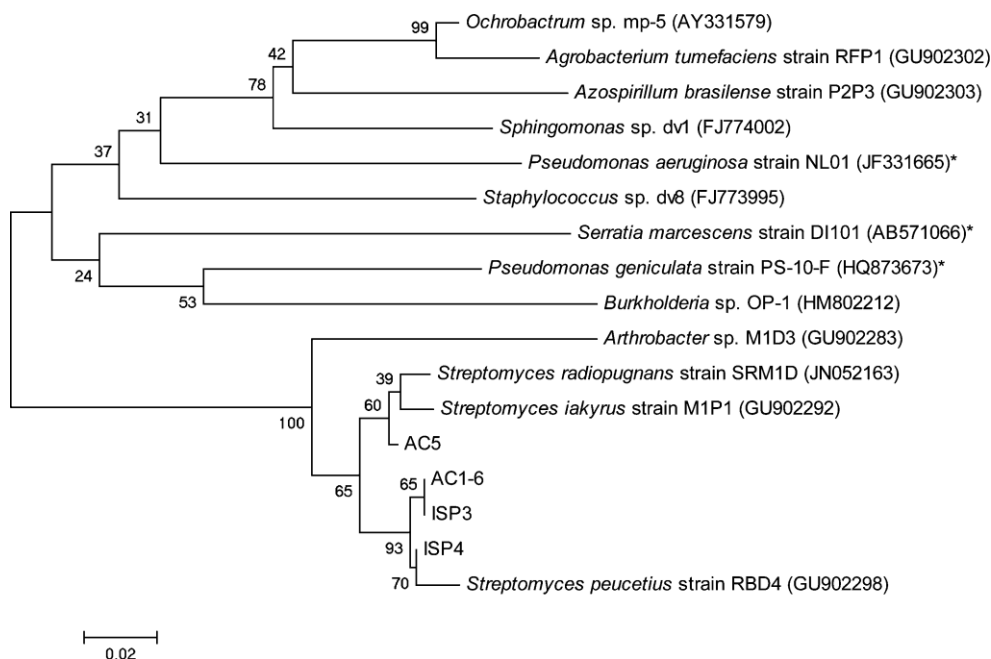 Ochrobactrum sp. mp-5 (AY331579)
99
Agrobacterium tumefaciens strain RFP1 (GU902302)
42
Azospirillum brasilense strain P2P3 (GU902303)
78
Sphingomonas sp. dv1 (FJ774002)
31
Pseudomonas aeruginosa strain NL01 (JF331665)*
37
Staphylococcus sp. dv8 (FJ773995)
Serratia marcescens strain DI101 (AB571066)*
24
Pseudomonas geniculata strain PS-10-F (HQ873673)*
53
Burkholderia sp. OP-1 (HM802212)
Arthrobacter sp. M1D3 (GU902283)
100
Streptomyces radiopugnans strain SRM1D (JN052163)
39
Streptomyces iakyrus strain M1P1 (GU902292)
60
AC5
65
AC1-6
65
ISP3
93
ISP4
70
Streptomyces peucetius strain RBD4 (GU902298)
0.02